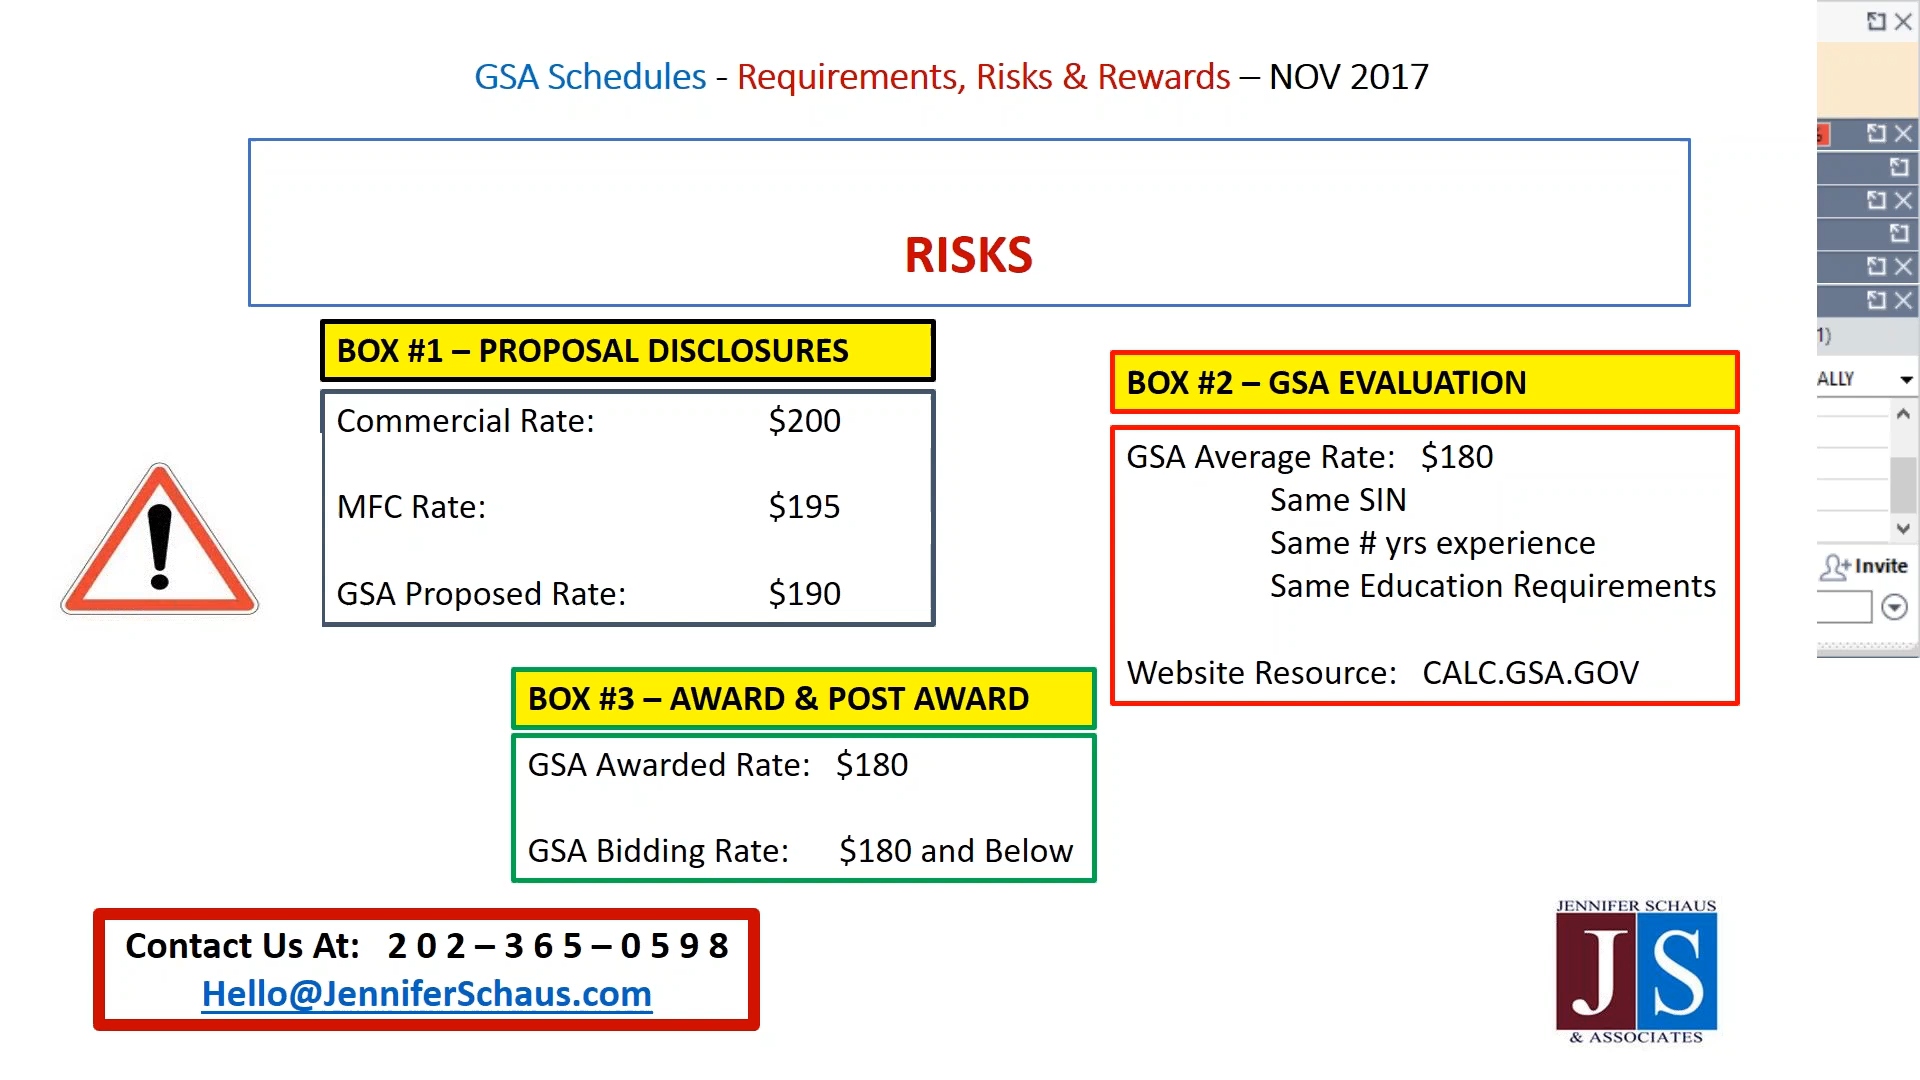 GSA Schedules - Requirements, Risks & Rewards – NOV 2017
RISKS
BOX #1 – PROPOSAL DISCLOSURES
Commercial Rate: $200
MFC Rate: $195
GSA Proposed Rate: $190
BOX #2 – GSA EVALUATION
GSA Average Rate: $180
Same SIN
Same # yrs experience
Same Education Requirements
Website Resource: CALC.GSA.GOV
BOX #3 – AWARD & POST AWARD
GSA Awarded Rate: $180
GSA Bidding Rate: $180 and Below
Contact Us At: 2 0 2 – 3 6 5 – 0 5 9 8
Hello@JenniferSchaus.com
JENNIFER SCHAUS
JS
& ASSOCIATES
1)
ALLY
Invite